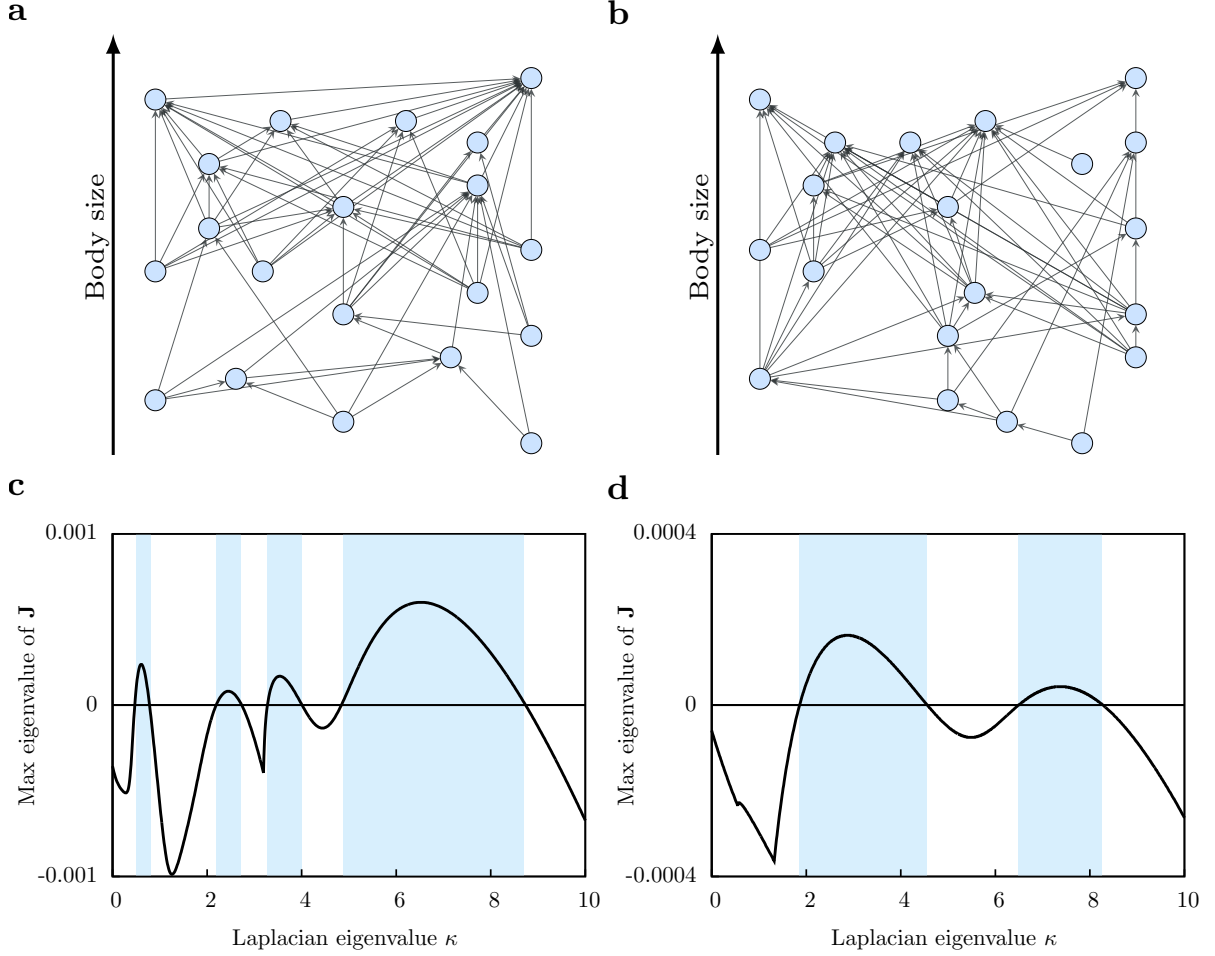 a
b
Body size
Body size
c
d
0.001
0
-0.001
0 2 4 6 8 10
Max eigenvalue of J
Laplacian eigenvalue κ
0.0004
0
-0.0004
0 2 4 6 8 10
Max eigenvalue of J
Laplacian eigenvalue κ